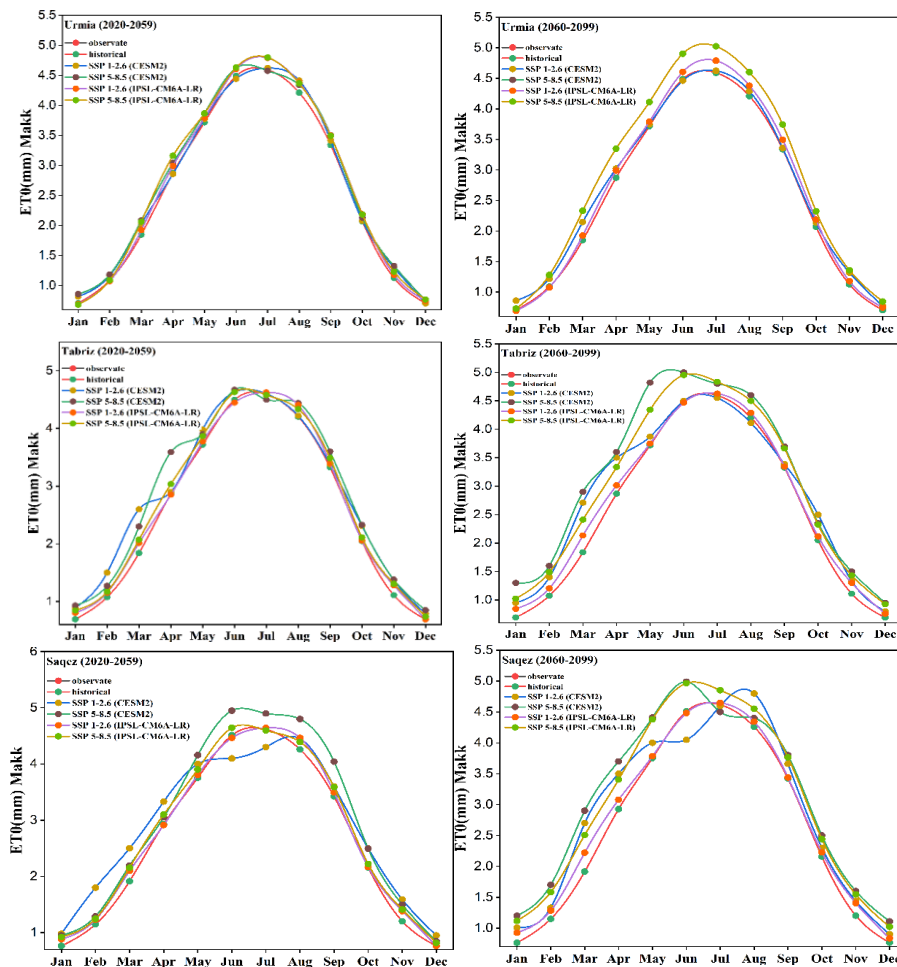 Urmia (2020-2059)
observate
historical
SSP 1-2.6 (CESM2)
SSP 5-8.5 (CESM2)
SSP 1-2.6 (IPSL-CM6A-LR)
SSP 5-8.5 (IPSL-CM6A-LR)
ET0(mm) Makk
5.0
4.5
4.0
3.5
3.0
2.5
2.0
1.5
1.0
Jan Feb Mar Apr May Jun Jul Aug Sep Oct Nov Dec
Urmia (2060-2099)
observate
historical
SSP 1-2.6 (CESM2)
SSP 5-8.5 (CESM2)
SSP 1-2.6 (IPSL-CM6A-LR)
SSP 5-8.5 (IPSL-CM6A-LR)
ET0(mm) Makk
5.0
4.5
4.0
3.5
3.0
2.5
2.0
1.5
1.0
Jan Feb Mar Apr May Jun Jul Aug Sep Oct Nov Dec
Tabriz (2020-2059)
observate
historical
SSP 1-2.6 (CESM2)
SSP 5-8.5 (CESM2)
SSP 1-2.6 (IPSL-CM6A-LR)
SSP 5-8.5 (IPSL-CM6A-LR)
ET0(mm) Makk
5
4
3
2
1
Jan Feb Mar Apr May Jun Jul Aug Sep Oct Nov Dec
Tabriz (2060-2099)
observate
historical
SSP 1-2.6 (CESM2)
SSP 5-8.5 (CESM2)
SSP 1-2.6 (IPSL-CM6A-LR)
SSP 5-8.5 (IPSL-CM6A-LR)
ET0(mm) Makk
5.0
4.5
4.0
3.5
3.0
2.5
2.0
1.5
1.0
Jan Feb Mar Apr May Jun Jul Aug Sep Oct Nov Dec
Saqez (2020-2059)
observate
historical
SSP 1-2.6 (CESM2)
SSP 5-8.5 (CESM2)
SSP 1-2.6 (IPSL-CM6A-LR)
SSP 5-8.5 (IPSL-CM6A-LR)
ET0(mm) Makk
6
5
4
3
2
1
Jan Feb Mar Apr May Jun Jul Aug Sep Oct Nov Dec
Saqez (2060-2099)
observate
historical
SSP 1-2.6 (CESM2)
SSP 5-8.5 (CESM2)
SSP 1-2.6 (IPSL-CM6A-LR)
SSP 5-8.5 (IPSL-CM6A-LR)
ET0(mm) Makk
5.0
4.5
4.0
3.5
3.0
2.5
2.0
1.5
1.0
Jan Feb Mar Apr May Jun Jul Aug Sep Oct Nov Dec